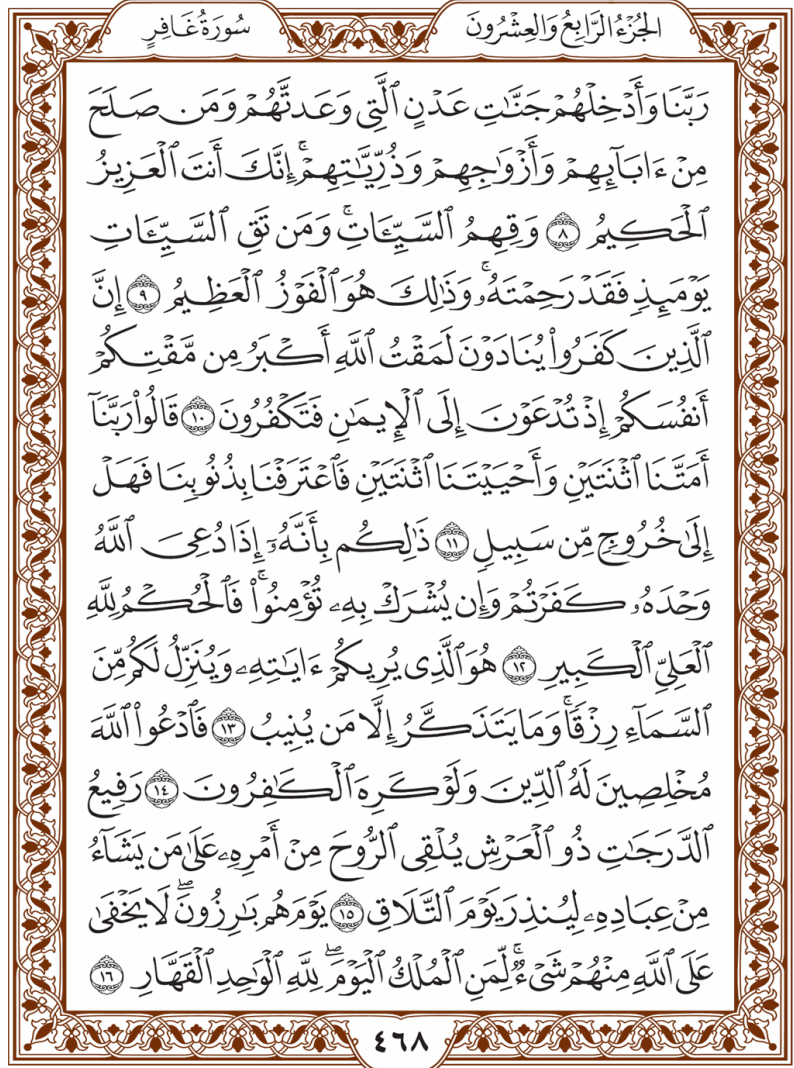 الجُزْءُ الرَّابِعُ وَالعِشْرُونَ
سُورَةُ غَافِرٍ
رَبَّنَا وَأَدۡخِلۡهُمۡ جَنَّٰتِ عَدۡنٍ ٱلَّتِي وَعَدتَّهُمۡ وَمَن صَلَحَ
مِنۡ ءَابَآئِهِمۡ وَأَزۡوَٰجِهِمۡ وَذُرِّيَّٰتِهِمۡۚ إِنَّكَ أَنتَ ٱلۡعَزِيزُ
ٱلۡحَكِيمُ ٨ وَقِهِمُ ٱلسَّيِّـَٔاتِۚ وَمَن تَقِ ٱلسَّيِّـَٔاتِ
يَوۡمَئِذٖ فَقَدۡ رَحِمۡتَهُۥۚ وَذَٰلِكَ هُوَ ٱلۡفَوۡزُ ٱلۡعَظِيمُ ٩ إِنَّ
ٱلَّذِينَ كَفَرُواْ يُنَادَوۡنَ لَمَقۡتُ ٱللَّهِ أَكۡبَرُ مِن مَّقۡتِكُمۡ
أَنفُسَكُمۡ إِذۡ تُدۡعَوۡنَ إِلَى ٱلۡإِيمَٰنِ فَتَكۡفُرُونَ ١٠ قَالُواْ رَبَّنَآ
أَمَتَّنَا ٱثۡنَتَيۡنِ وَأَحۡيَيۡتَنَا ٱثۡنَتَيۡنِ فَٱعۡتَرَفۡنَا بِذُنُوبِنَا فَهَلۡ
إِلَىٰ خُرُوجٖ مِّن سَبِيلٖ ١١ ذَٰلِكُم بِأَنَّهُۥٓ إِذَا دُعِيَ ٱللَّهُ
وَحۡدَهُۥ كَفَرۡتُمۡ وَإِن يُشۡرَكۡ بِهِۦ تُؤۡمِنُواْۚ فَٱلۡحُكۡمُ لِلَّهِ
ٱلۡعَلِيِّ ٱلۡكَبِيرِ ١٢ هُوَ ٱلَّذِي يُرِيكُمۡ ءَايَٰتِهِۦ وَيُنَزِّلُ لَكُم مِّنَ
ٱلسَّمَآءِ رِزۡقٗاۚ وَمَا يَتَذَكَّرُ إِلَّا مَن يُنِيبُ ١٣ فَٱدۡعُواْ ٱللَّهَ
مُخۡلِصِينَ لَهُ ٱلدِّينَ وَلَوۡ كَرِهَ ٱلۡكَٰفِرُونَ ١٤ رَفِيعُ
ٱلدَّرَجَٰتِ ذُو ٱلۡعَرۡشِ يُلۡقِي ٱلرُّوحَ مِنۡ أَمۡرِهِۦ عَلَىٰ مَن يَشَآءُ
مِنۡ عِبَادِهِۦ لِيُنذِرَ يَوۡمَ ٱلتَّلَاقِ ١٥ يَوۡمَ هُم بَٰرِزُونَۖ لَا يَخۡفَىٰ
عَلَى ٱللَّهِ مِنۡهُمۡ شَيۡءٞۚ لِّمَنِ ٱلۡمُلۡكُ ٱلۡيَوۡمَۖ لِلَّهِ ٱلۡوَٰحِدِ ٱلۡقَهَّارِ ١٦
٤٦٨